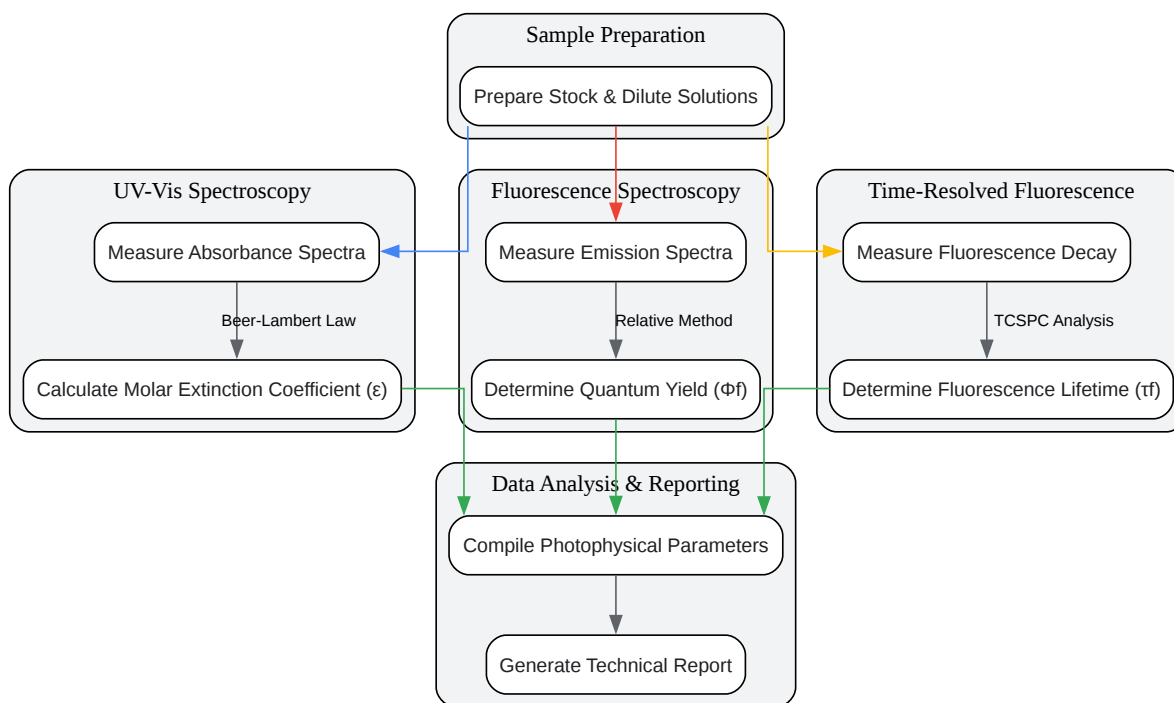 Sample Preparation
Prepare Stock & Dilute Solutions
UV-Vis Spectroscopy
Fluorescence Spectroscopy
Time-Resolved Fluorescence
Measure Absorbance Spectra
Measure Emission Spectra
Measure Fluorescence Decay
Beer-Lambert Law
Relative Method
TCSPC Analysis
Calculate Molar Extinction Coefficient (ε)
Determine Quantum Yield (Φf)
Determine Fluorescence Lifetime (τf)
Data Analysis & Reporting
Compile Photophysical Parameters
Generate Technical Report